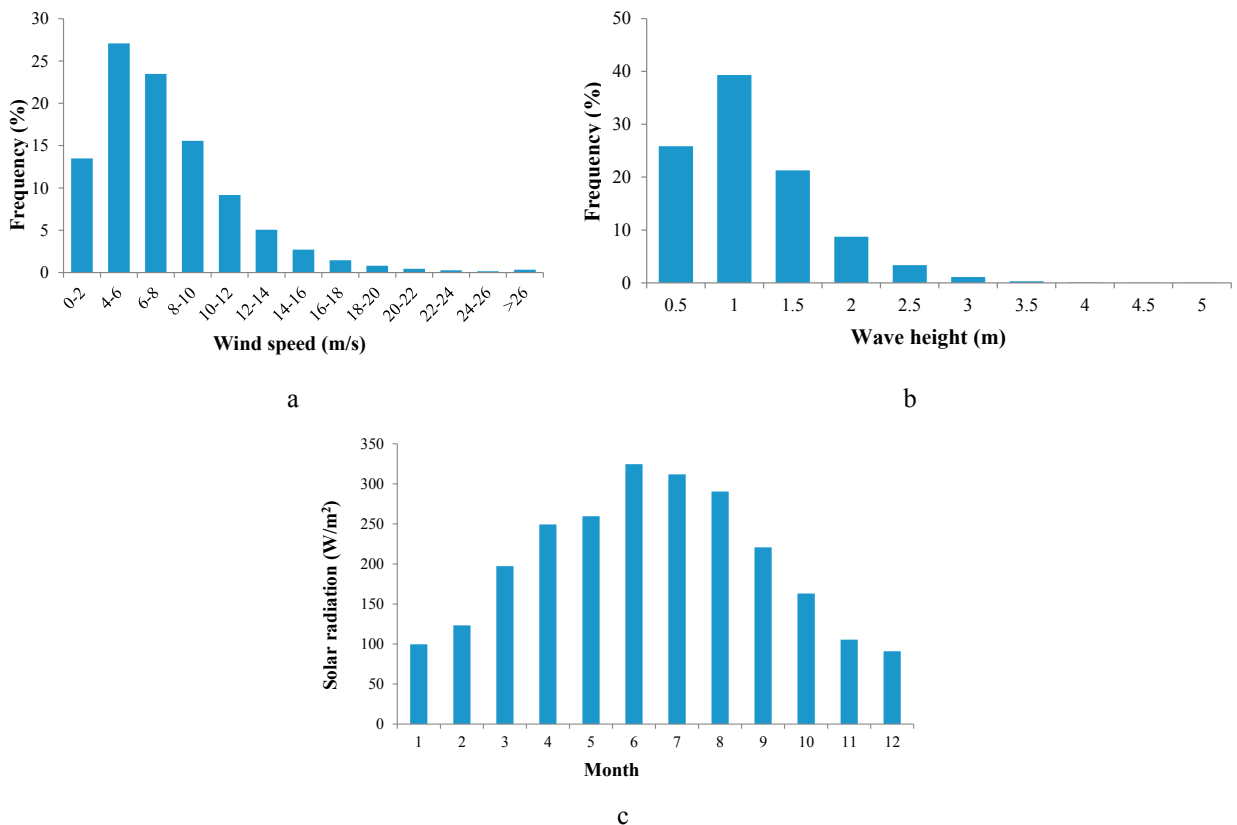 30
25
20
15
10
5
0
Frequency (%)
0-2 4-6 6-8 8-10 10-12 12-14 14-16 16-18 18-20 20-22 22-24 24-26 >26
Wind speed (m/s)
a
50
40
30
20
10
0
Frequency (%)
0.5 1 1.5 2 2.5 3 3.5 4 4.5 5
Wave height (m)
b
350
300
250
200
150
100
50
0
Solar radiation (W/m²)
1 2 3 4 5 6 7 8 9 10 11 12
Month
c